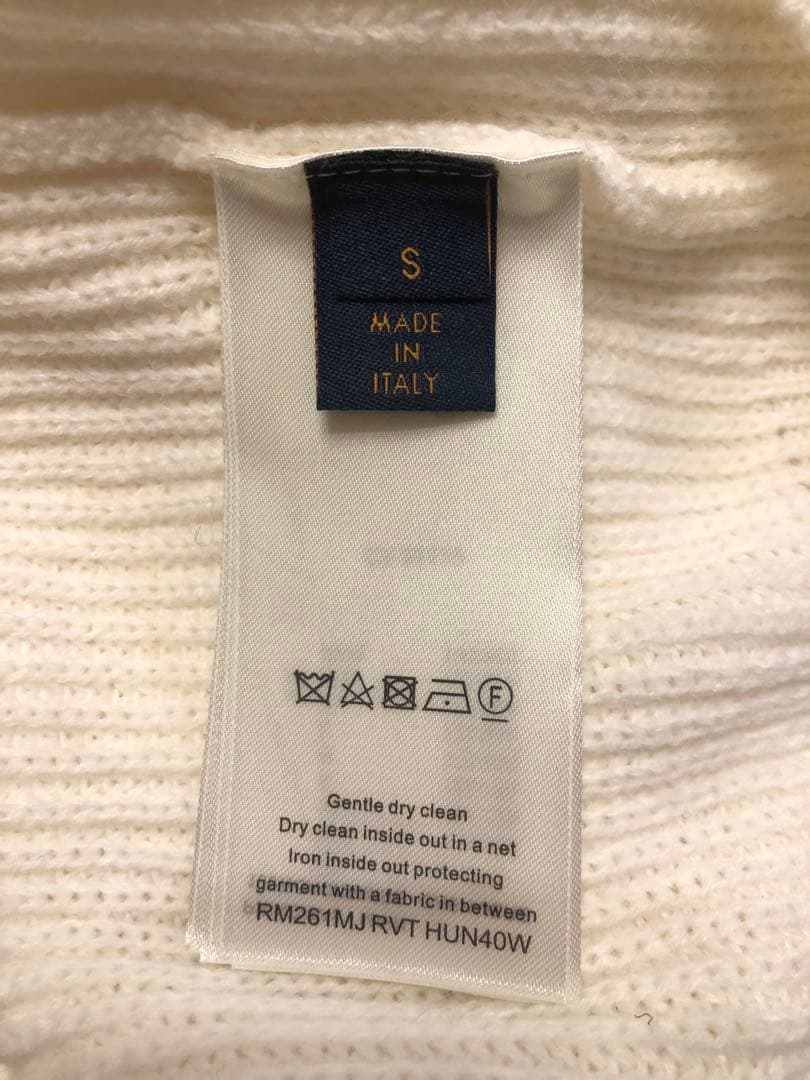 S
MADE
IN
ITALY
F
Gentle dry clean
Dry clean inside out in a net
Iron inside out protecting
garment with a fabric in between
RM261MJ RVT HUN40W